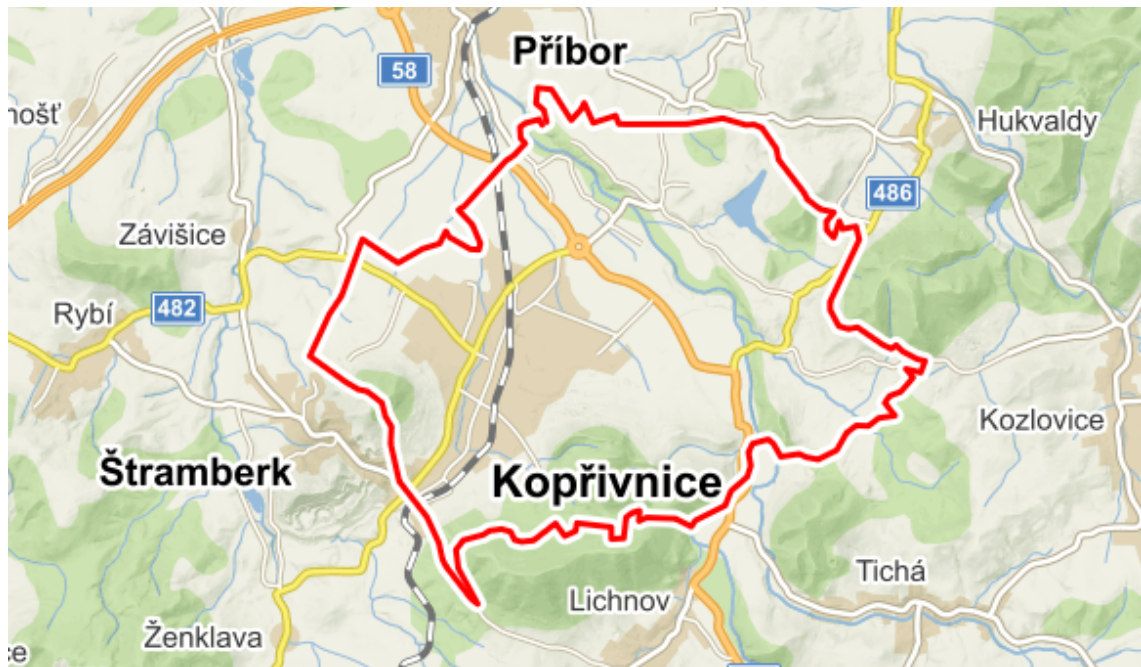 Příbor
58
nošť
Hukvaldy
486
Závišice
482
Rybí
Kozlovice
Štramberk
Kopřivnice
Tichá
Lichnov
Ženklava
ce